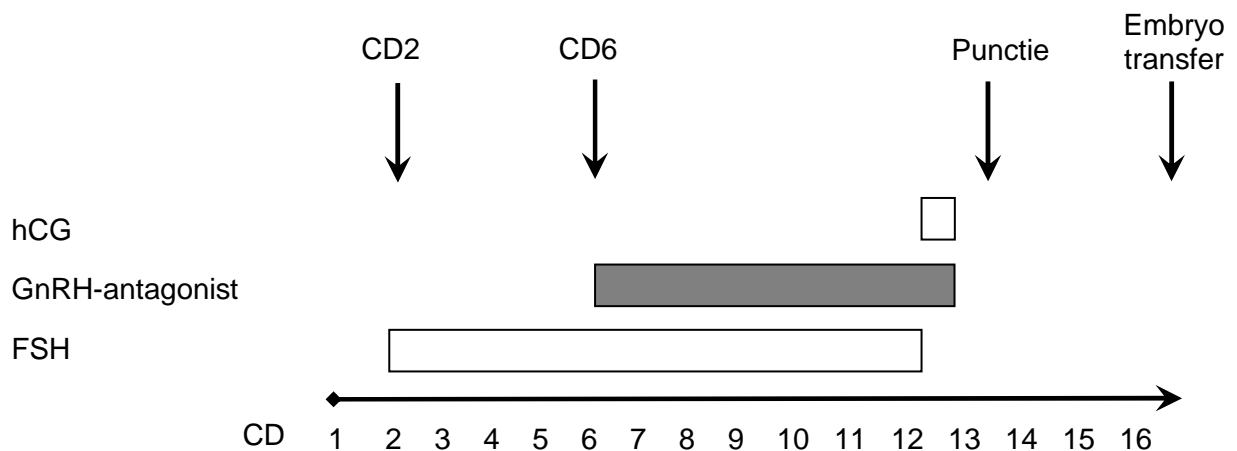 Embryo
CD2 CD6 Punctie transfer
hCG
GnRH-antagonist
FSH
CD 1 2 3 4 5 6 7 8 9 10 11 12 13 14 15 16